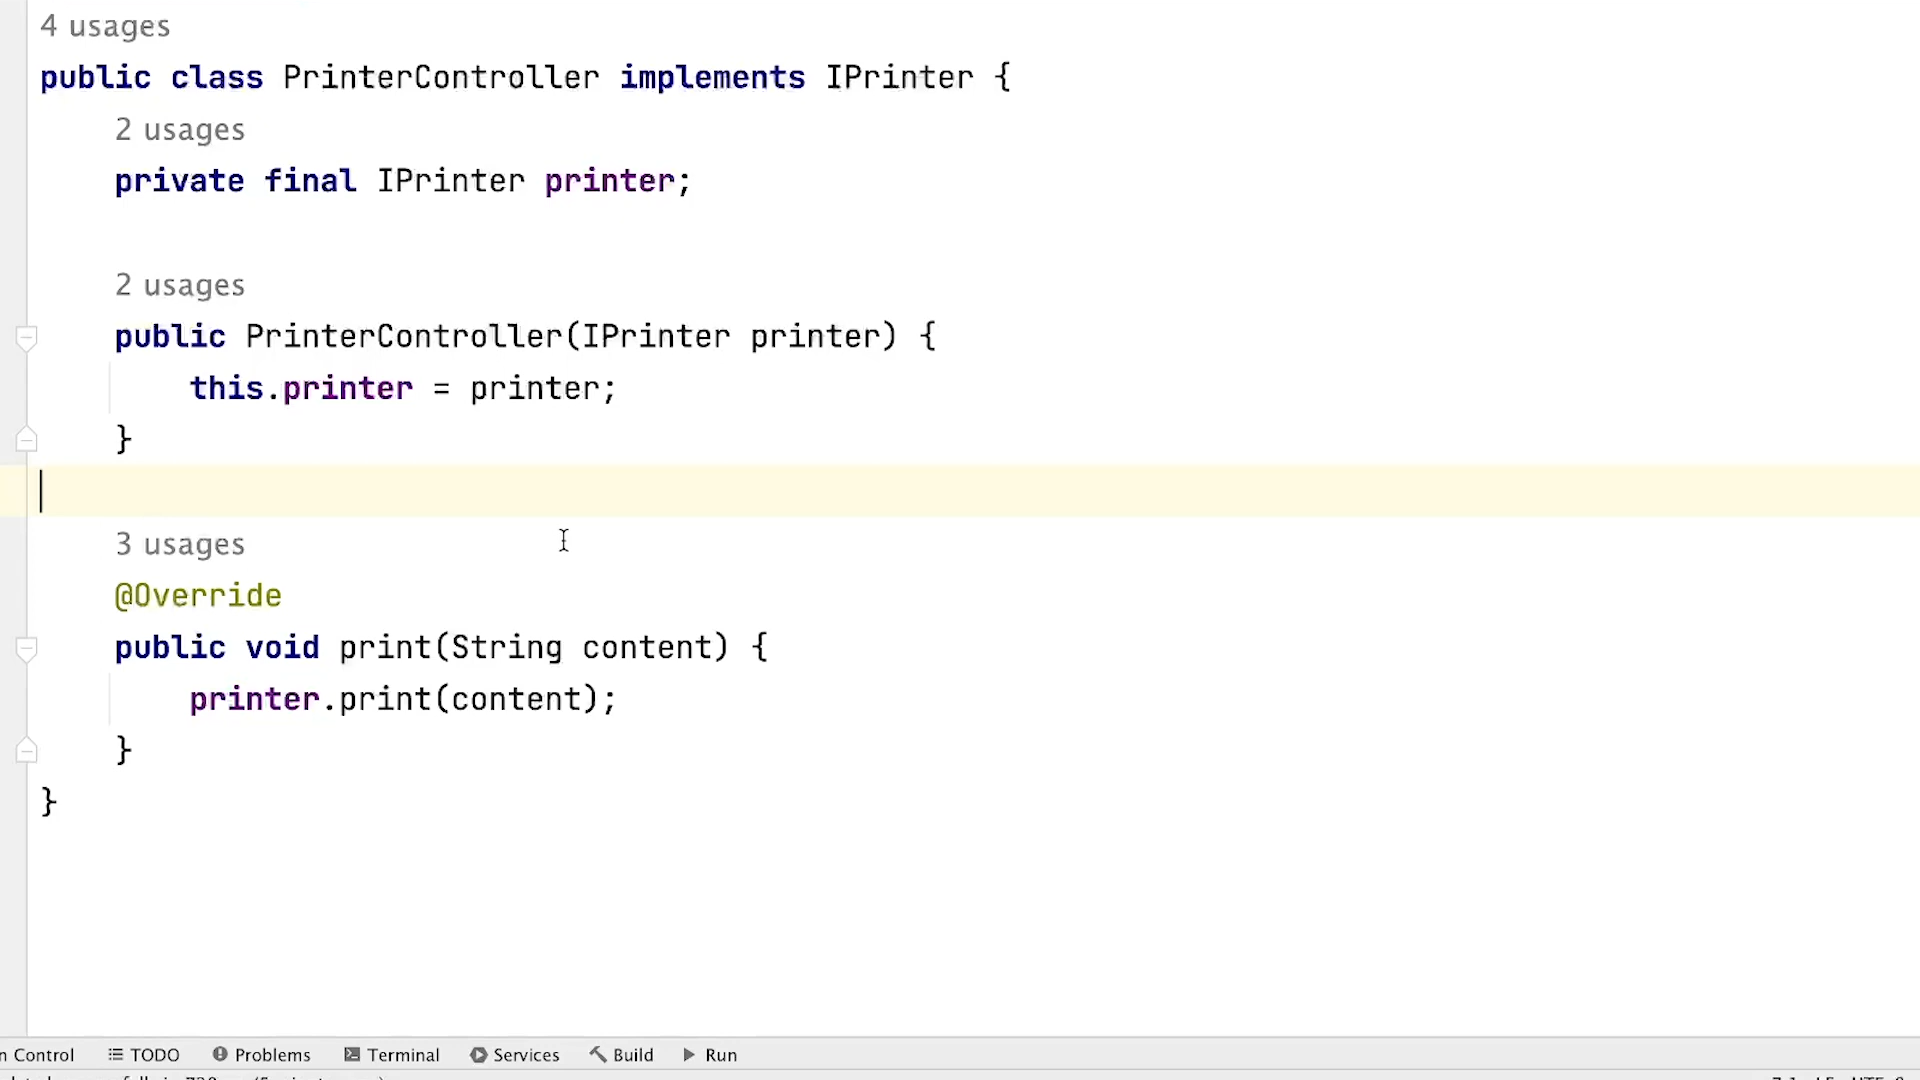 4 usages
public class PrinterController implements IPrinter {
2 usages
private final IPrinter printer;
2 usages
public PrinterController(IPrinter printer) {
this.printer = printer;
}
3 usages
@Override
public void print(String content) {
printer.print(content);
}
}
n Control TODO Problems Terminal Services Build Run